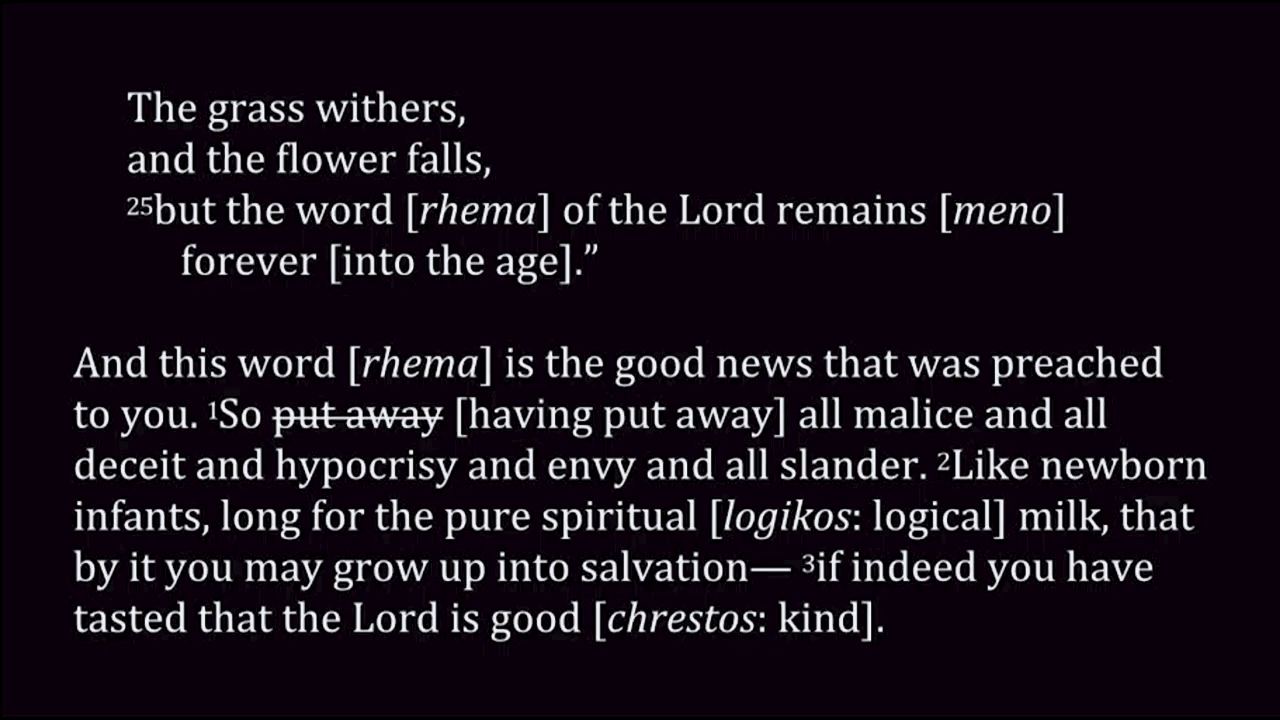 The grass withers,
and the flower falls,
25but the word [rhema] of the Lord remains [meno]
forever [into the age].”
And this word [rhema] is the good news that was preached
to you. 1So put away [having put away] all malice and all
deceit and hypocrisy and envy and all slander. 2Like newborn
infants, long for the pure spiritual [logikos: logical] milk, that
by it you may grow up into salvation— 3if indeed you have
tasted that the Lord is good [chrestos: kind].